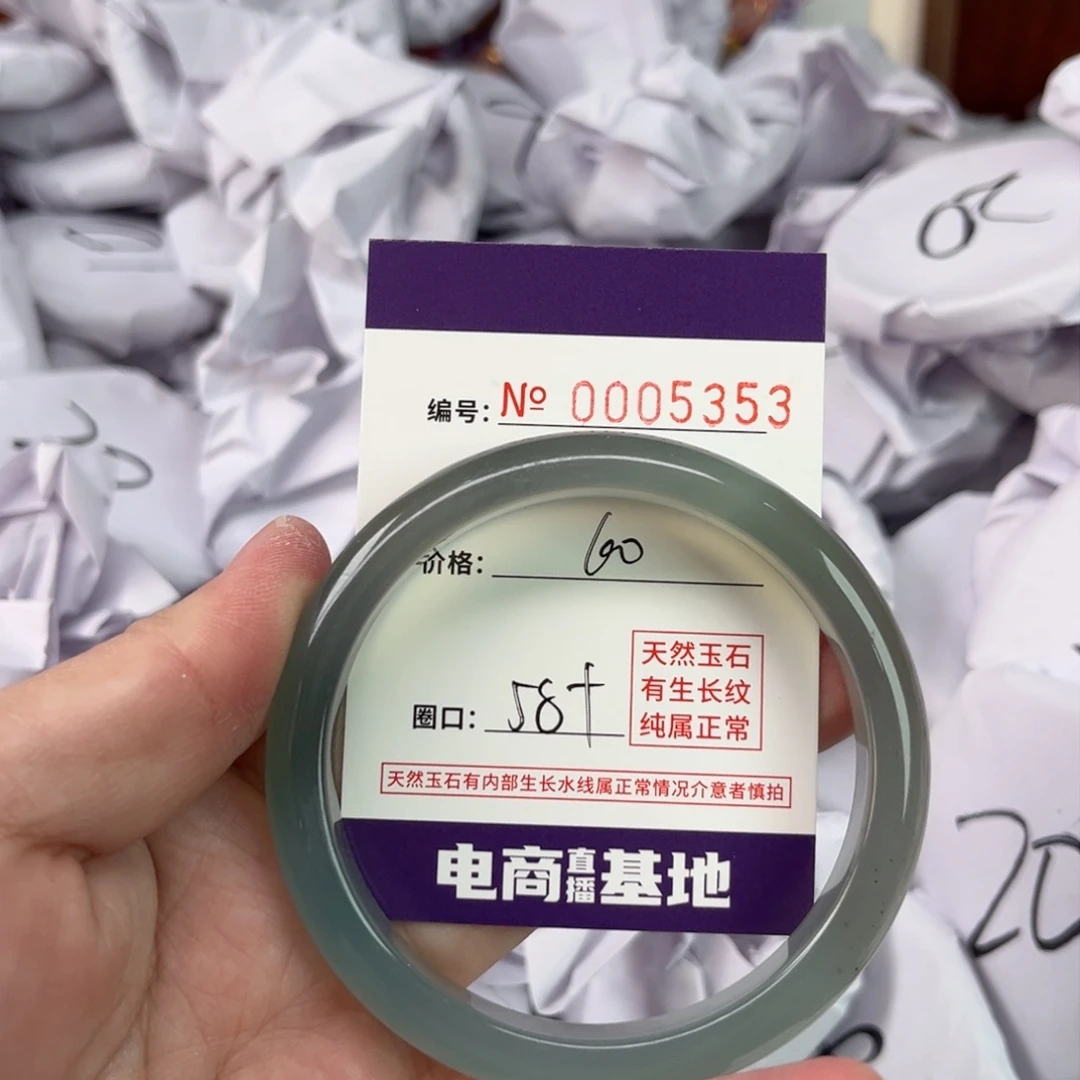 编号: № 0005353
价格: 60
圈口: 58+
天然玉石
有生长纹
纯属正常
天然玉石有内部生长水线属正常情况介意者慎拍
电商直播基地
20